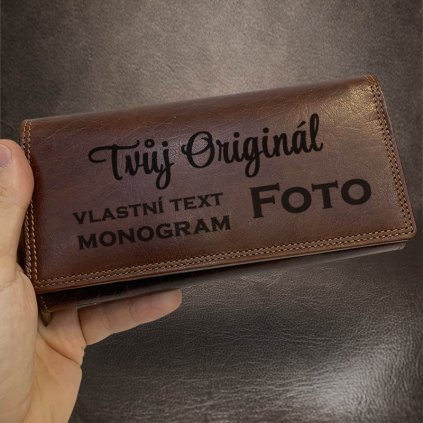 Tvůj Originál
VLASTNÍ TEXT
MONOGRAM
FOTO